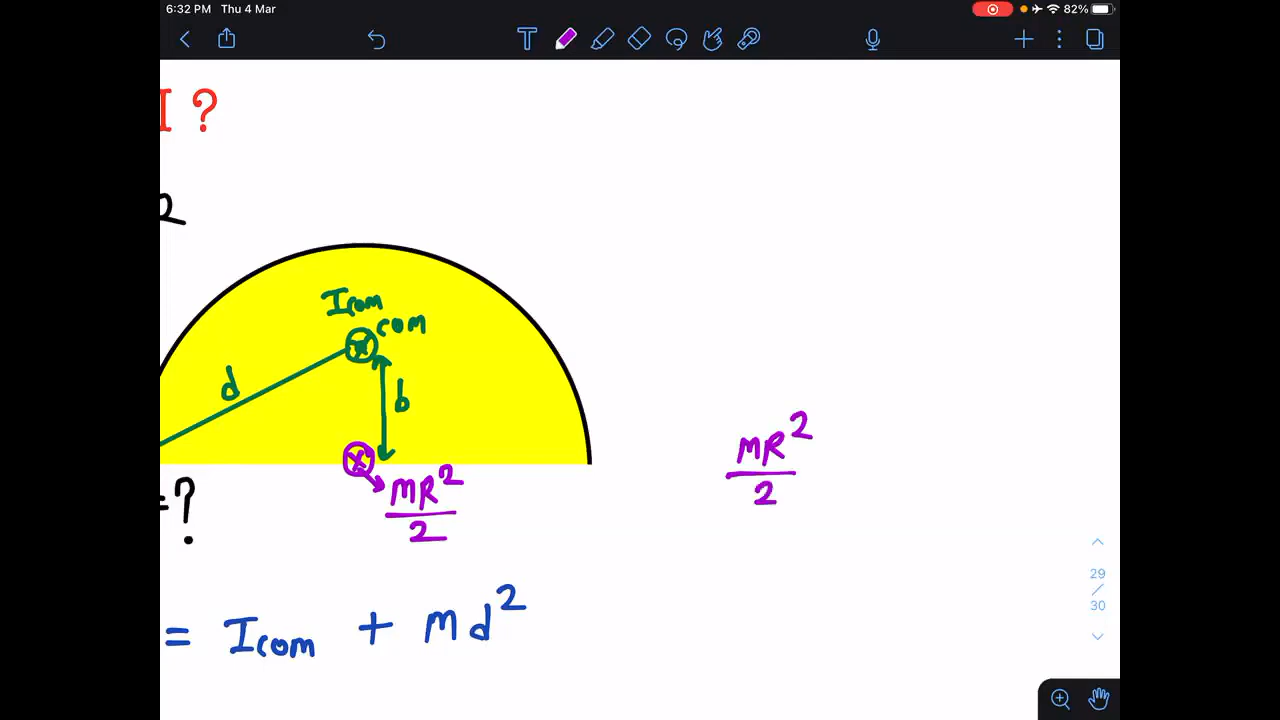 6:32 PM Thu 4 Mar
82%
I ?
R
Icom
com
d
b
MR²
2
MR²
2
=?
= Icom + Md²
29
/
30